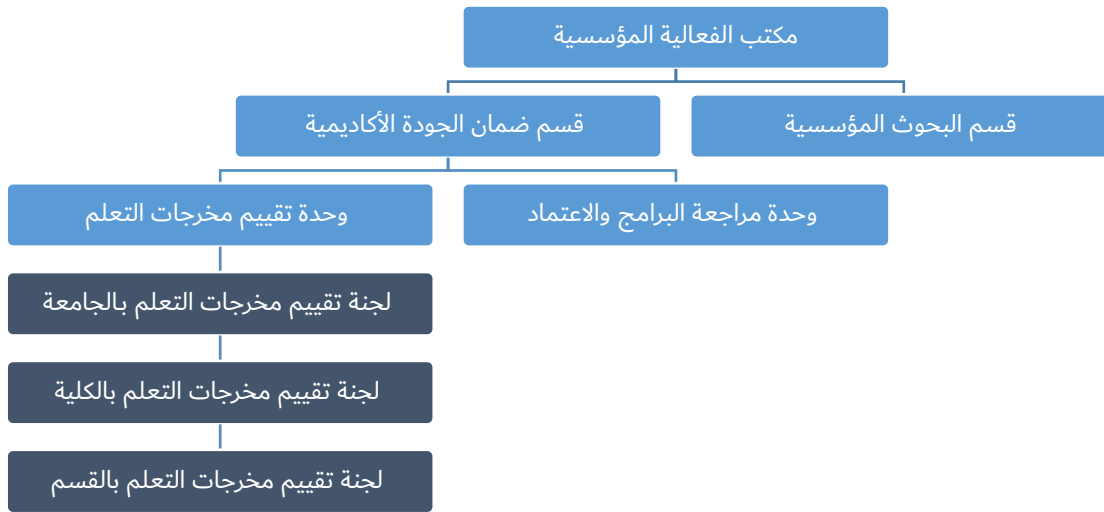 مكتب الفعالية المؤسسية
قسم البحوث المؤسسية
قسم ضمان الجودة الأكاديمية
وحدة مراجعة البرامج والاعتماد
وحدة تقييم مخرجات التعلم
لجنة تقييم مخرجات التعلم بالجامعة
لجنة تقييم مخرجات التعلم بالكلية
لجنة تقييم مخرجات التعلم بالقسم